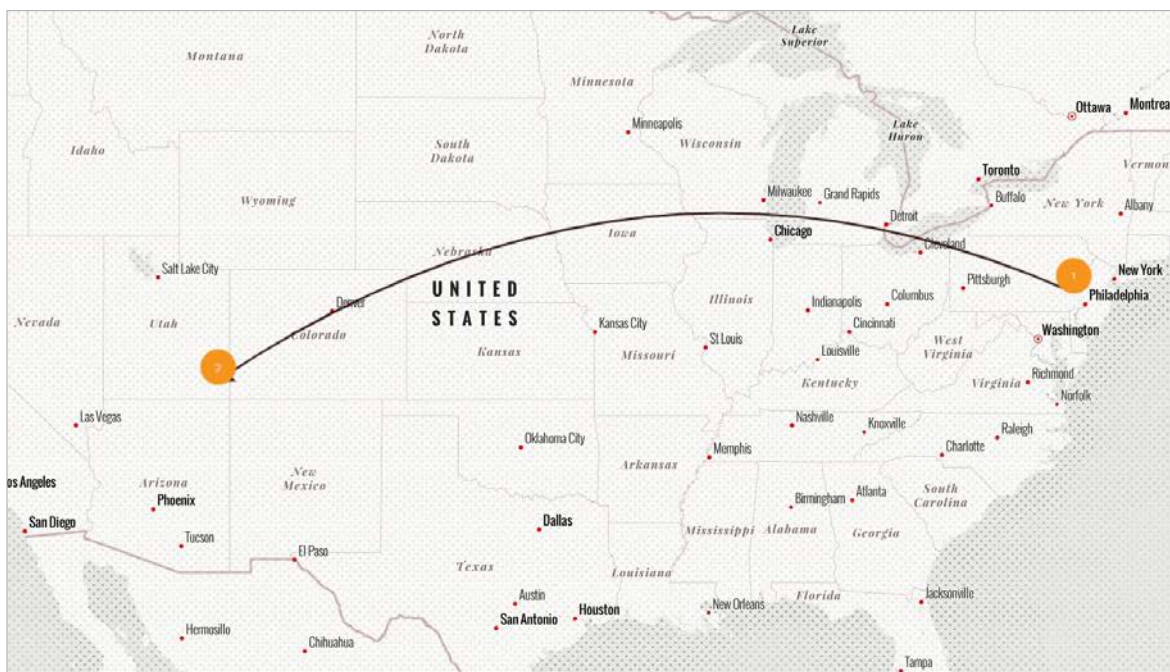 Lake
Superior
North
Dakota
Montana
Minnesota
Ottawa
Montrea
Minneapolis
Lake
Huron
Wisconsin
South
Dakota
Idaho
Vermon
Toronto
Milwaukee
Grand Rapids
Buffalo
New York
Albany
Wyoming
Detroit
Chicago
Iowa
Cleveland
Nebraska
Salt Lake City
1
New York
Pittsburgh
UNITED
STATES
Denver
Illinois
Indianapolis
Columbus
Philadelphia
Nevada
Utah
Colorado
Kansas City
Cincinnati
Washington
St Louis
West
Virginia
Kansas
Missouri
Louisville
2
Kentucky
Virginia
Richmond
Norfolk
Las Vegas
Nashville
Knoxville
Raleigh
Oklahoma City
Memphis
Charlotte
Arkansas
New
Mexico
os Angeles
Arizona
Phoenix
South
Carolina
Birmingham
Atlanta
San Diego
Dallas
Mississippi
Alabama
Georgia
Tucson
El Paso
Texas
Louisiana
Austin
Florida
Jacksonville
New Orleans
Houston
San Antonio
Hermosillo
Chihuahua
Tampa